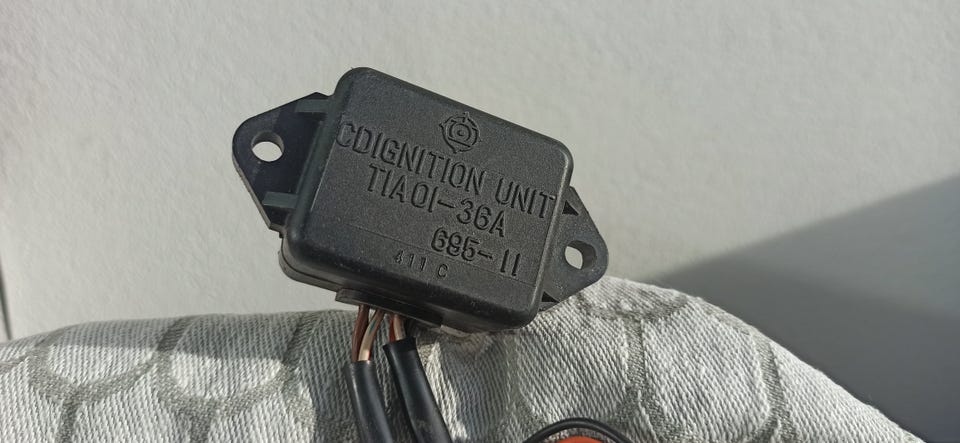 CDIGNITION UNIT
TIA01-36A
695-11
411 C